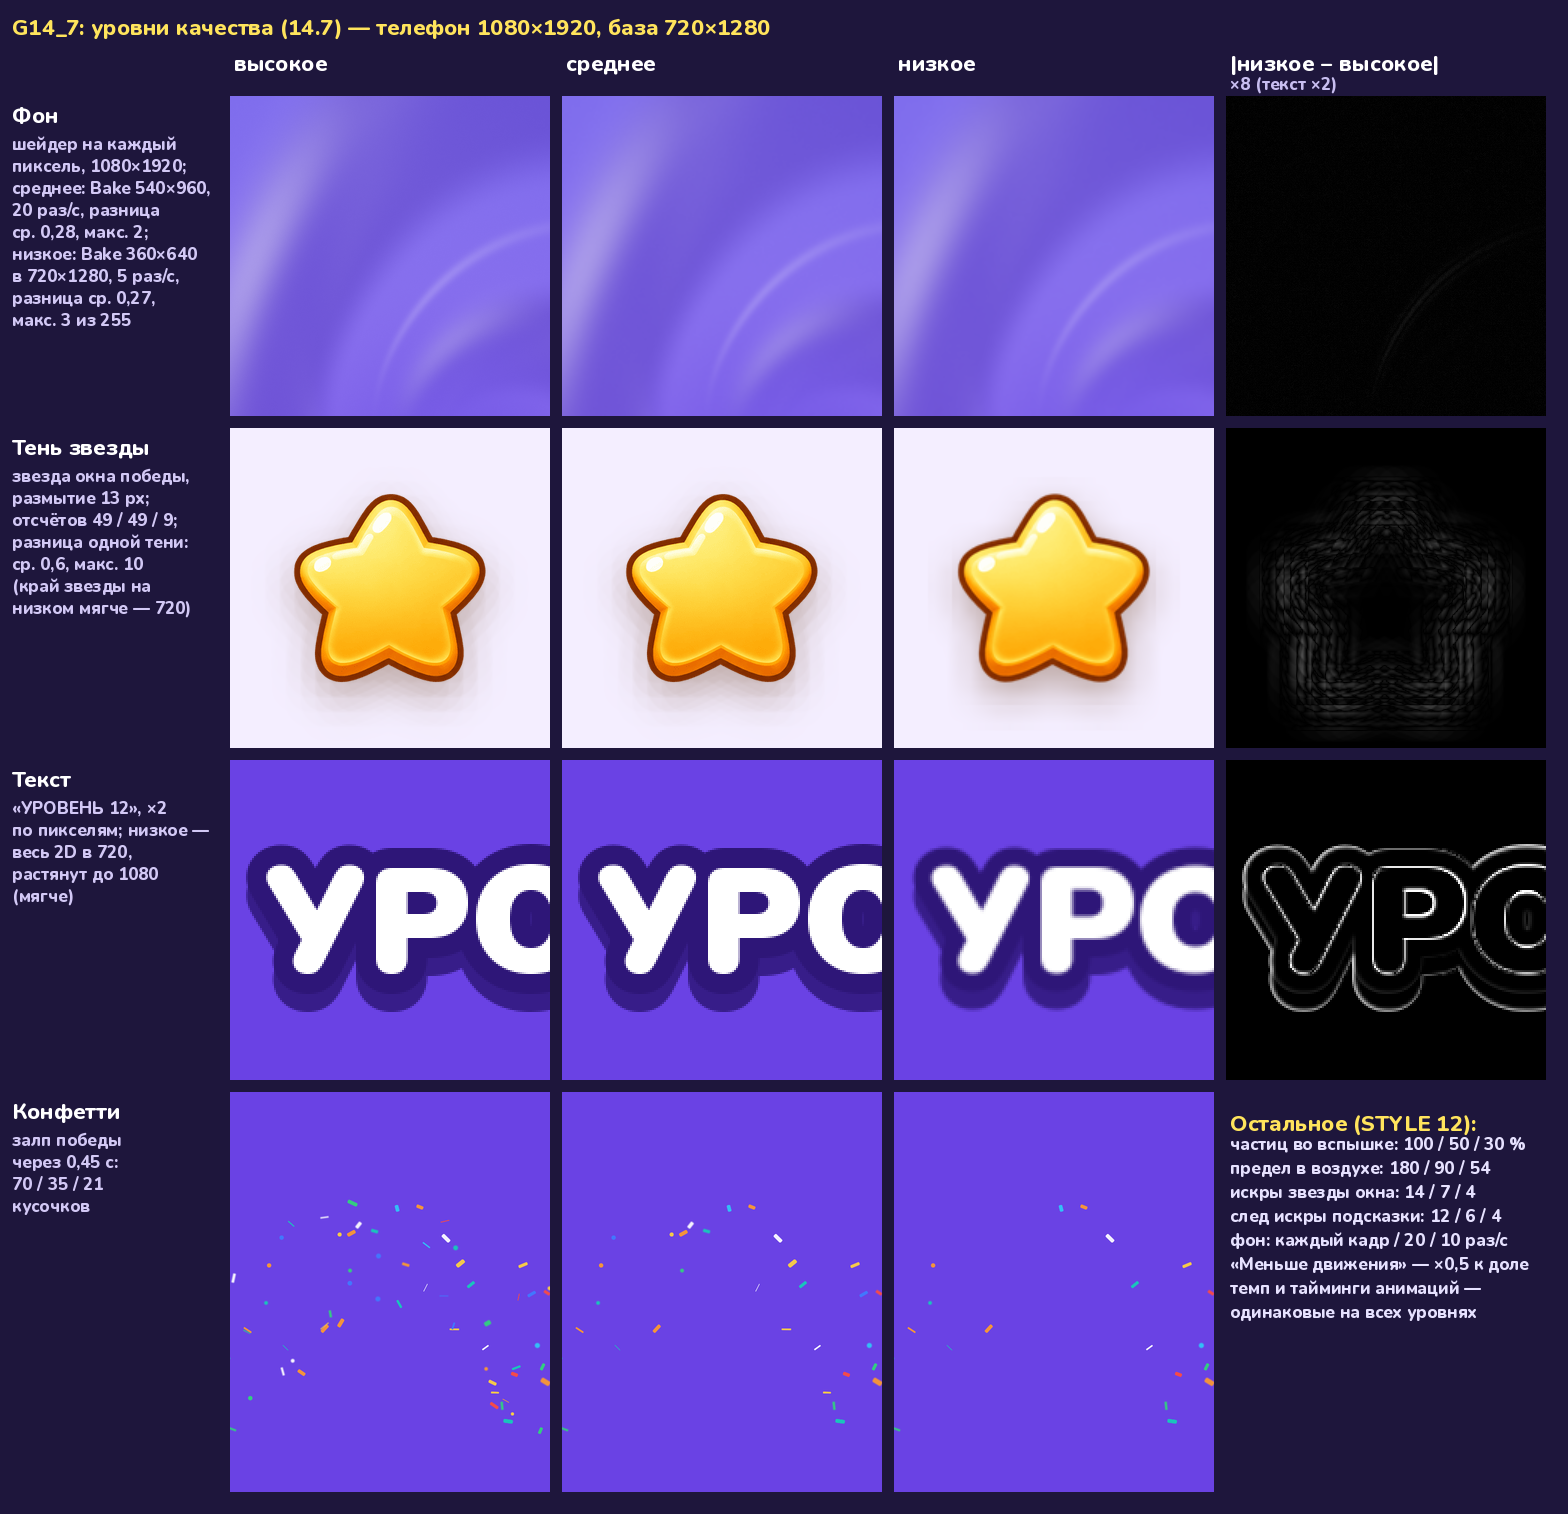 G14_7: уровни качества (14.7) — телефон 1080×1920, база 720×1280
высокое
среднее
низкое
|низкое – высокое|
×8 (текст ×2)
Фон
шейдер на каждый
пиксель, 1080×1920;
среднее: Bake 540×960,
20 раз/с, разница
ср. 0,28, макс. 2;
низкое: Bake 360×640
в 720×1280, 5 раз/с,
разница ср. 0,27,
макс. 3 из 255
Тень звезды
звезда окна победы,
размытие 13 px;
отсчётов 49 / 49 / 9;
разница одной тени:
ср. 0,6, макс. 10
(край звезды на
низком мягче — 720)
Текст
«УРОВЕНЬ 12», ×2
по пикселям; низкое —
весь 2D в 720,
растянут до 1080
(мягче)
УРО
УРО
УРО
УРО
Конфетти
залп победы
через 0,45 с:
70 / 35 / 21
кусочков
Остальное (STYLE 12):
частиц во вспышке: 100 / 50 / 30 %
предел в воздухе: 180 / 90 / 54
искры звезды окна: 14 / 7 / 4
след искры подсказки: 12 / 6 / 4
фон: каждый кадр / 20 / 10 раз/с
«Меньше движения» — ×0,5 к доле
темп и тайминги анимаций —
одинаковые на всех уровнях